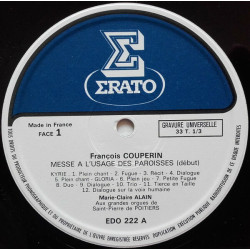 ERATO
Made in France
FACE 1
GRAVURE UNIVERSELLE
33 T. 1/3
François COUPERIN
MESSE A L'USAGE DES PAROISSES (début)
KYRIE : 1. Plein chant - 2. Fugue - 3. Récit - 4. Dialogue
5. Plein chant - GLORIA : 6. Plein jeu - 7. Petite Fugue
8. Duo - 9. Dialogue - 10. Trio - 11. Tierce en Taille
12. Dialogue sur la voix humaine
Marie-Claire ALAIN
Aux grandes orgues de
Saint-Pierre de POITIERS
EDO 222 A